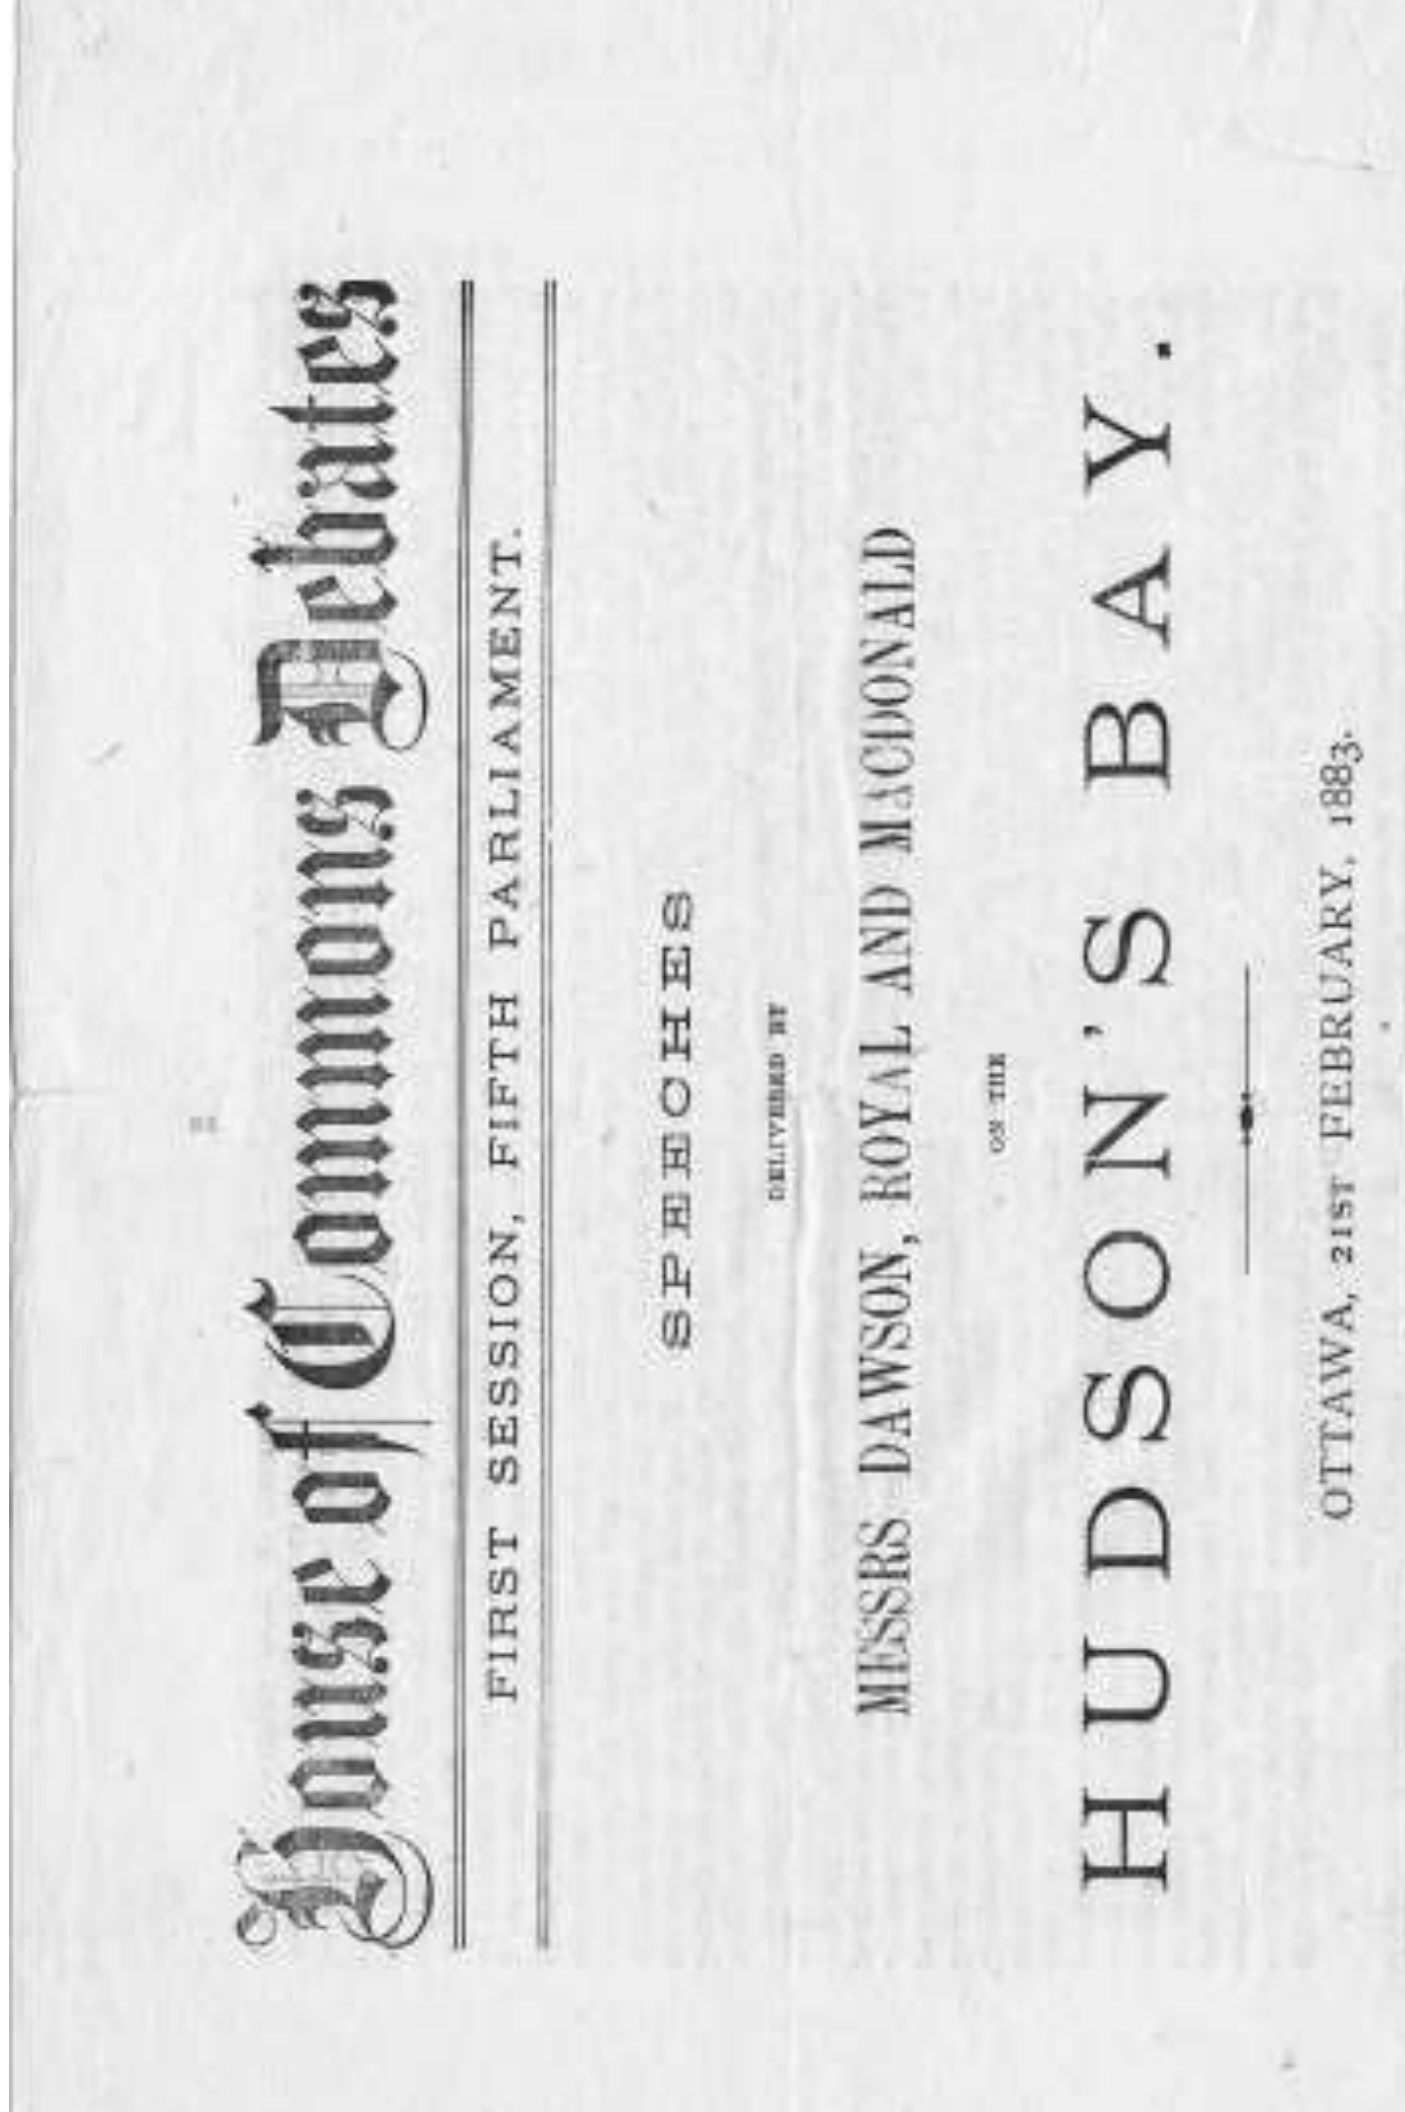 House of Commons Debates
FIRST SESSION, FIFTH PARLIAMENT.
SPEECHES
DELIVERED BY
MESSRS DAWSON, ROYAL AND MACDONALD
ON THE
HUDSON'S BAY.
OTTAWA, 21ST FEBRUARY, 1883.